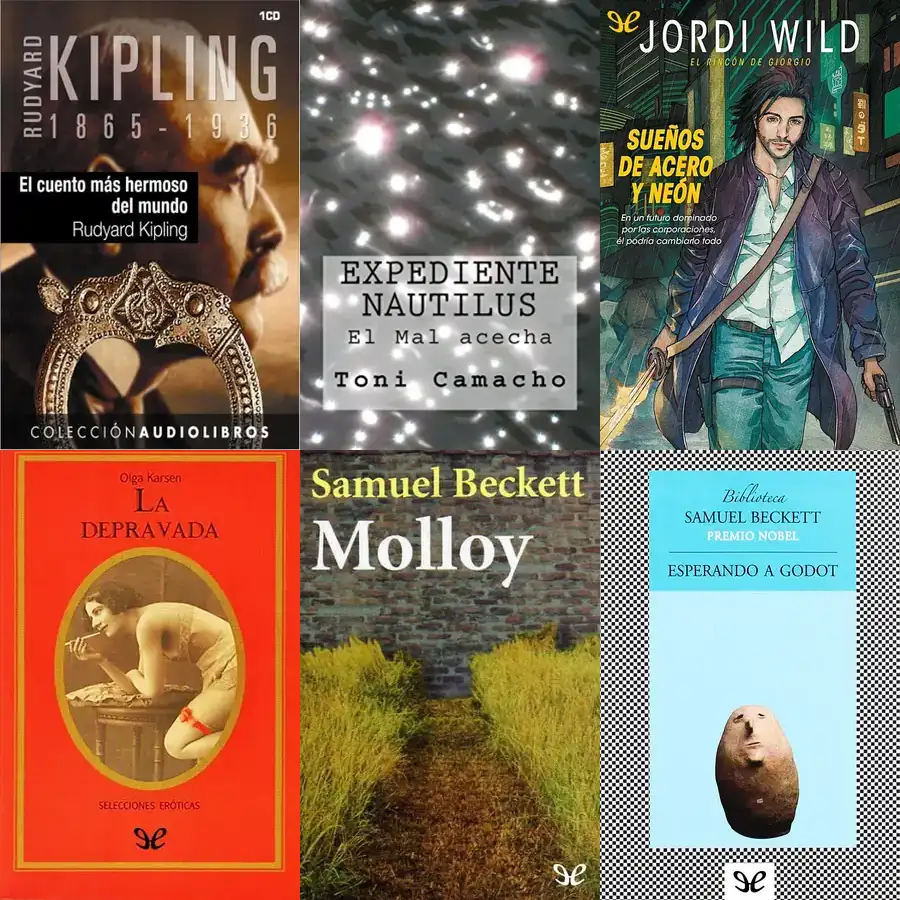 1CD
RUDYARD
KIPLING
1865-1936
El cuento más hermoso
del mundo
Rudyard Kipling
COLECCIÓNAUDIOLIBROS
EXPEDIENTE
NAUTILUS
El Mal acecha
Toni Camacho
JORDI WILD
EL RINCÓN DE GIORGIO
SUEÑOS
DE ACERO
Y NEÓN
En un futuro dominado
por las corporaciones,
él podría cambiarlo todo
Olga Karsen
LA
DEPRAVADA
SELECCIONES ERÓTICAS
Samuel Beckett
Molloy
Biblioteca
SAMUEL BECKETT
PREMIO NOBEL
ESPERANDO A GODOT